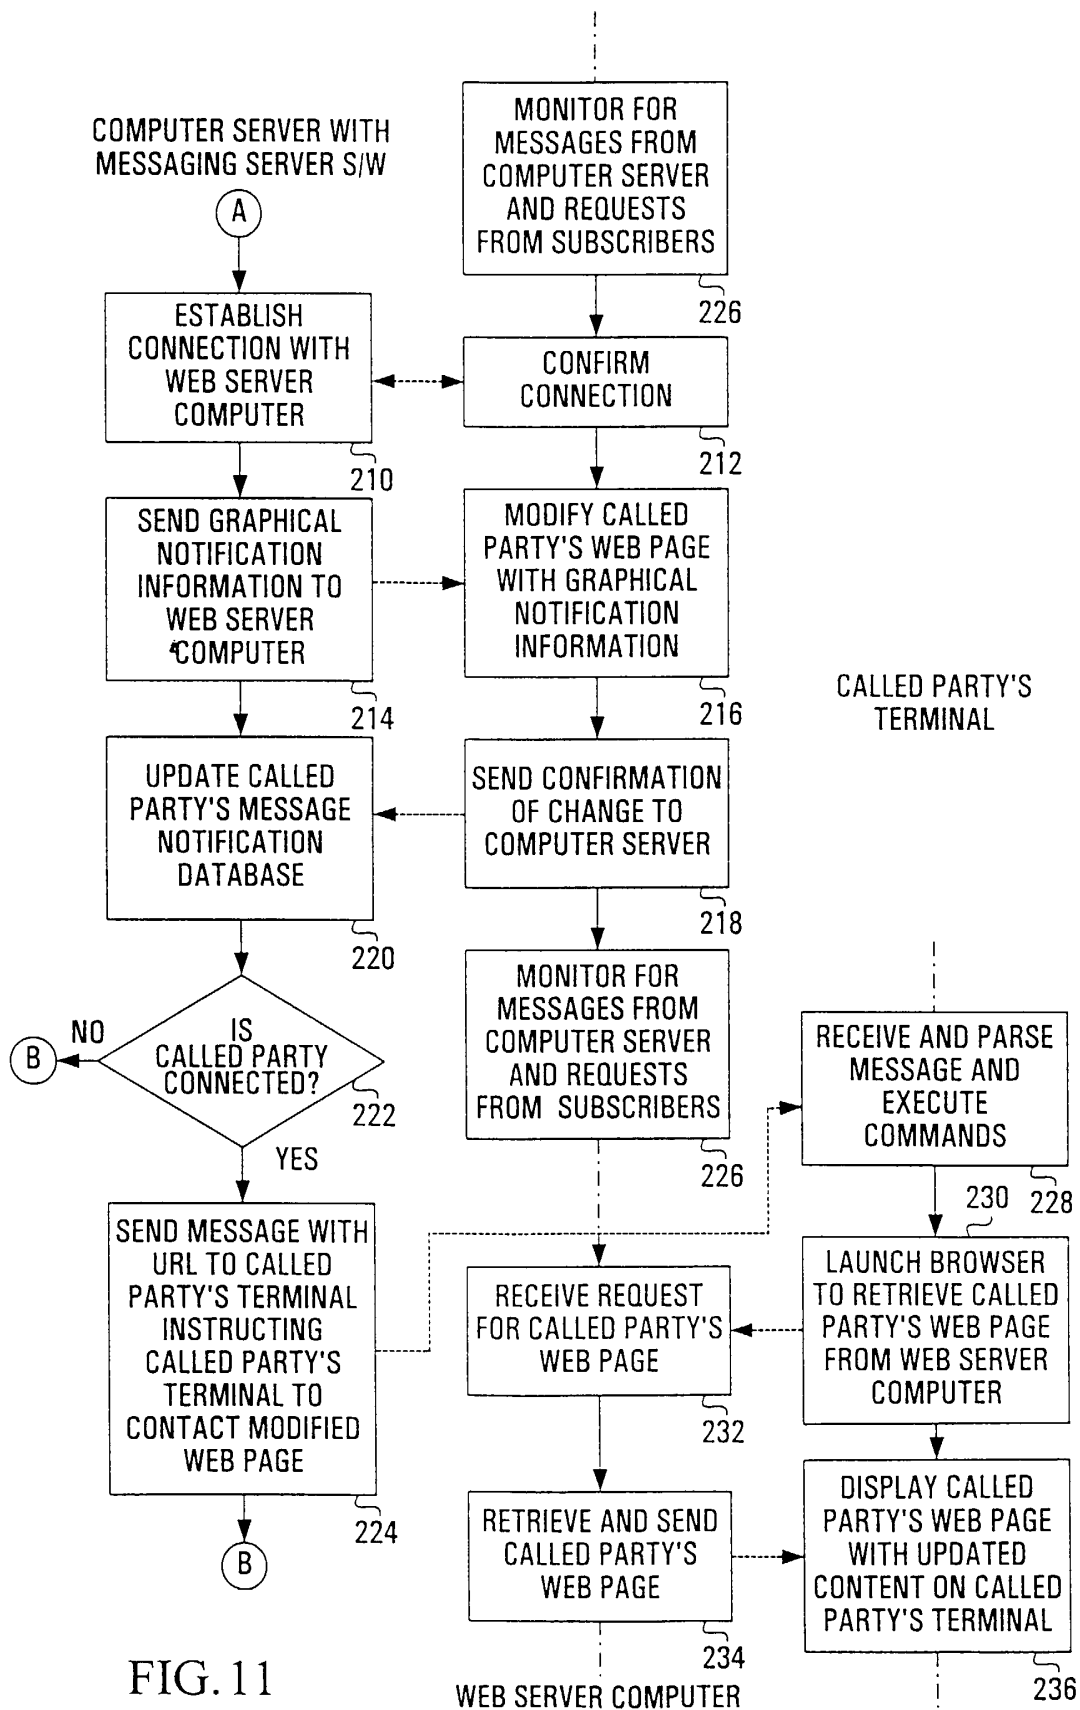 COMPUTER SERVER WITH
MESSAGING SERVER S/W
A
ESTABLISH
CONNECTION WITH
WEB SERVER
COMPUTER
210
SEND GRAPHICAL
NOTIFICATION
INFORMATION TO
WEB SERVER
COMPUTER
214
UPDATE CALLED
PARTY'S MESSAGE
NOTIFICATION
DATABASE
220
IS
CALLED PARTY
CONNECTED?
222
NO
B
YES
SEND MESSAGE WITH
URL TO CALLED
PARTY'S TERMINAL
INSTRUCTING
CALLED PARTY'S
TERMINAL TO
CONTACT MODIFIED
WEB PAGE
224
B
MONITOR FOR
MESSAGES FROM
COMPUTER SERVER
AND REQUESTS
FROM SUBSCRIBERS
226
CONFIRM
CONNECTION
212
MODIFY CALLED
PARTY'S WEB PAGE
WITH GRAPHICAL
NOTIFICATION
INFORMATION
216
SEND CONFIRMATION
OF CHANGE TO
COMPUTER SERVER
218
MONITOR FOR
MESSAGES FROM
COMPUTER SERVER
AND REQUESTS
FROM SUBSCRIBERS
226
RECEIVE REQUEST
FOR CALLED PARTY'S
WEB PAGE
232
RETRIEVE AND SEND
CALLED PARTY'S
WEB PAGE
234
WEB SERVER COMPUTER
CALLED PARTY'S
TERMINAL
RECEIVE AND PARSE
MESSAGE AND
EXECUTE
COMMANDS
228
230
LAUNCH BROWSER
TO RETRIEVE CALLED
PARTY'S WEB PAGE
FROM WEB SERVER
COMPUTER
DISPLAY CALLED
PARTY'S WEB PAGE
WITH UPDATED
CONTENT ON CALLED
PARTY'S TERMINAL
236
FIG. 11